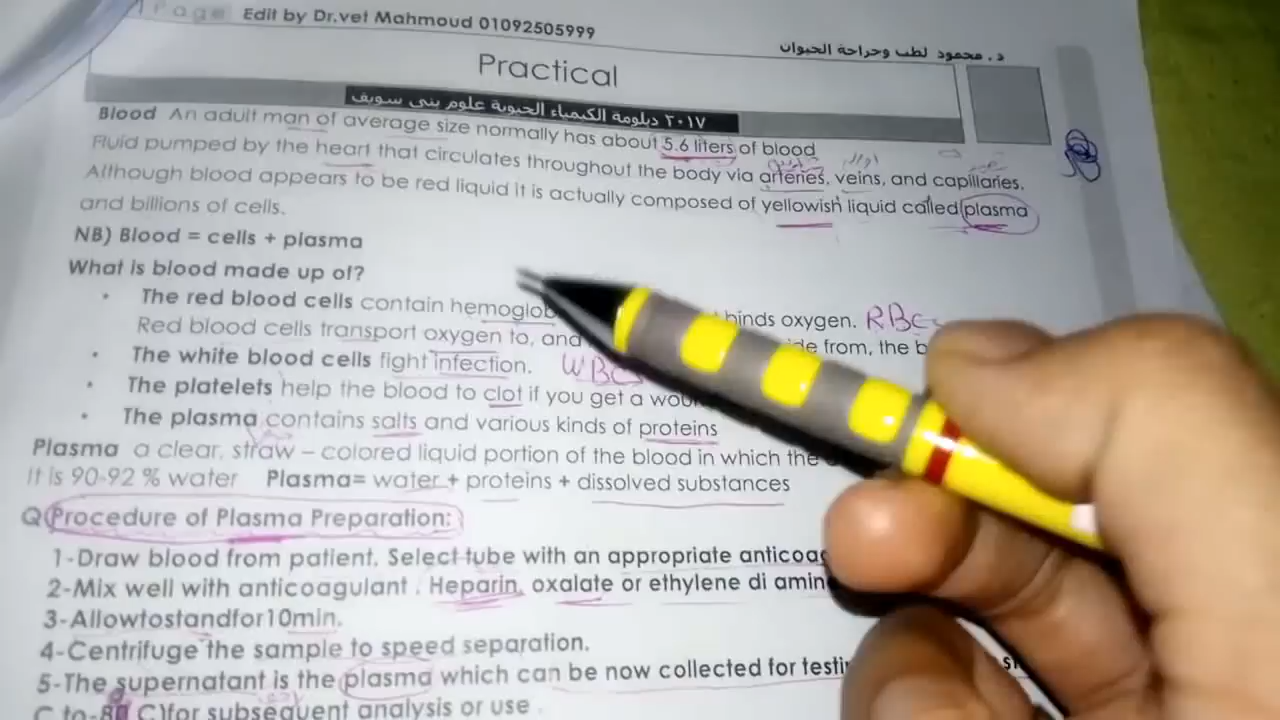 Page Edit by Dr.vet Mahmoud 01092505999
د. محمود لطب وجراحة الحيوان
Practical
٢٠١٧ دبلومة الكيمياء الحيوية علوم بنى سويف
Blood An adult man of average size normally has about 5.6 liters of blood
Fluid pumped by the heart that circulates throughout the body via arteries, veins, and capillaries.
Although blood appears to be red liquid it is actually composed of yellowish liquid called plasma
and billions of cells.
NB) Blood = cells + plasma
What is blood made up of?
• The red blood cells contain hemoglob binds oxygen. RBCs
Red blood cells transport oxygen to, and de from, the b
• The white blood cells fight infection. WBCs
• The platelets help the blood to clot if you get a wou
• The plasma contains salts and various kinds of proteins
Plasma a clear, straw – colored liquid portion of the blood in which the
It is 90-92 % water Plasma= water + proteins + dissolved substances
Q Procedure of Plasma Preparation:
1-Draw blood from patient. Select tube with an appropriate anticoag
2-Mix well with anticoagulant . Heparin, oxalate or ethylene di amin
3-Allowtostandfor10min.
4-Centrifuge the sample to speed separation.
5-The supernatant is the plasma which can be now collected for testi
C to-80 C)for subsequent analysis or use .